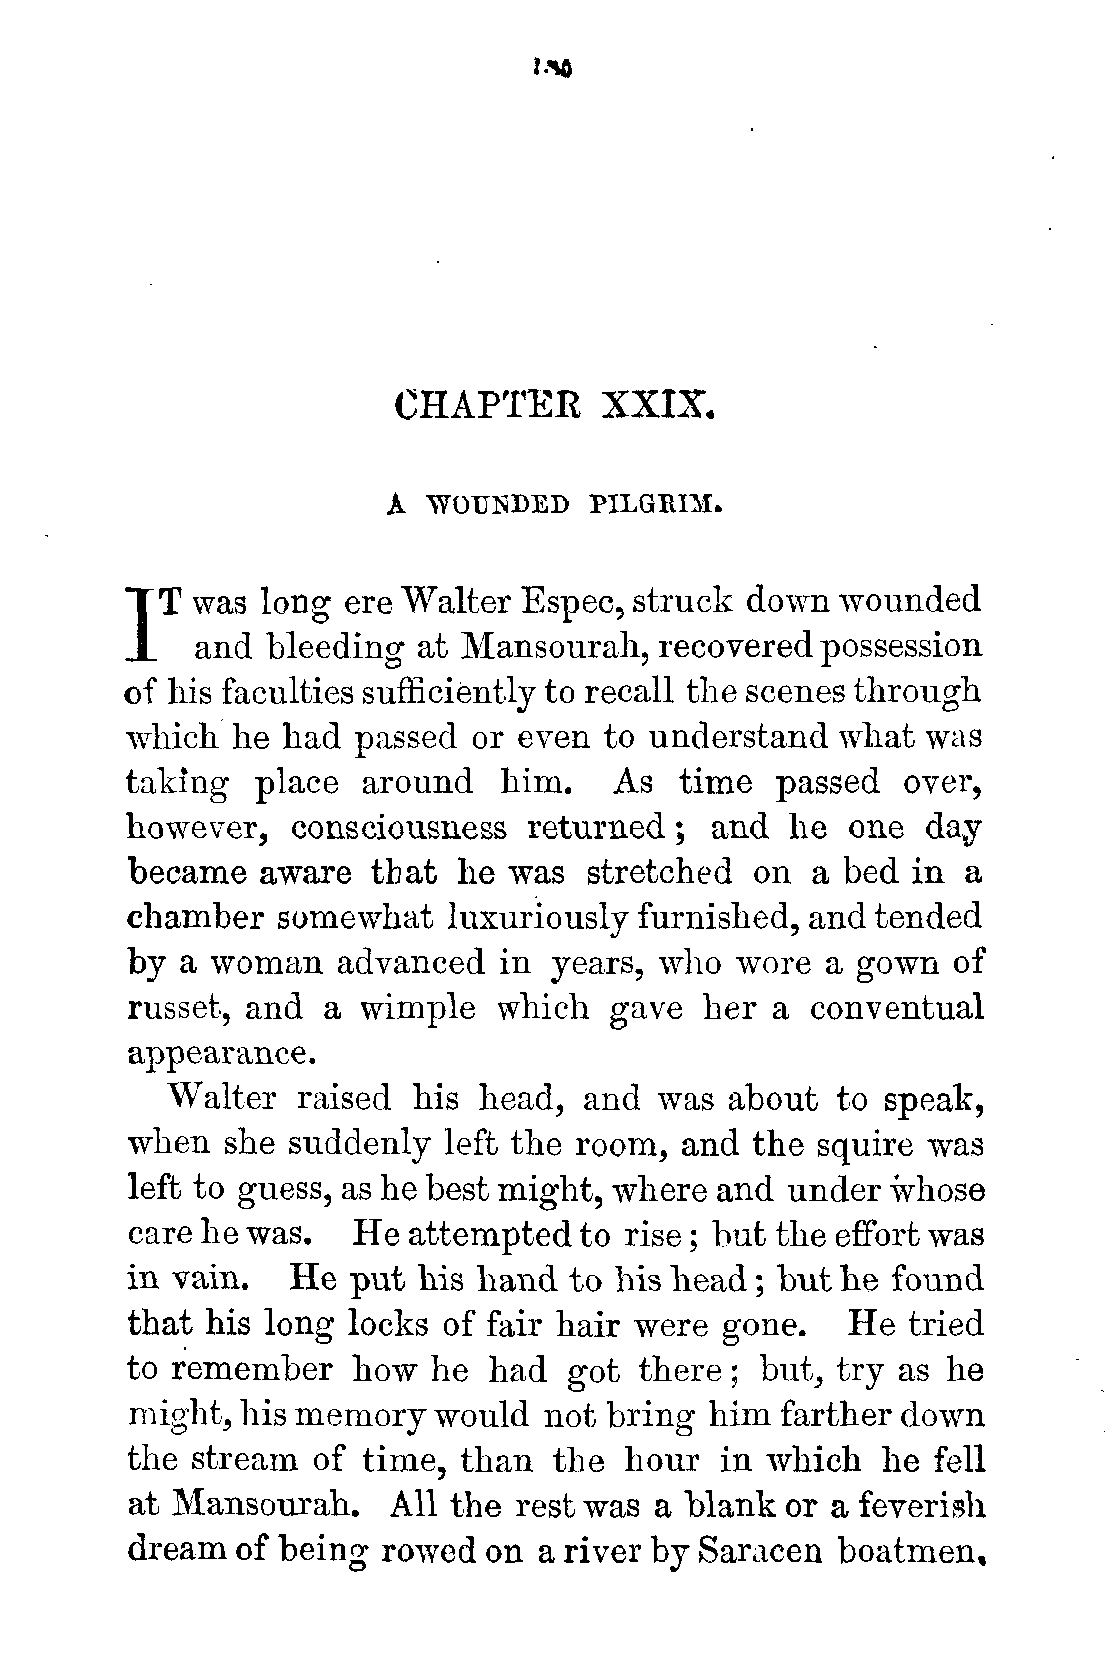 CHAPTER XXIX.
A WOUNDED PILGRIM.
IT was long ere Walter Espec, struck down wounded
and bleeding at Mansourah, recovered possession
of his faculties sufficiently to recall the scenes through
which he had passed or even to understand what was
taking place around him. As time passed over,
however, consciousness returned; and he one day
became aware that he was stretched on a bed in a
chamber somewhat luxuriously furnished, and tended
by a woman advanced in years, who wore a gown of
russet, and a wimple which gave her a conventual
appearance.
Walter raised his head, and was about to speak,
when she suddenly left the room, and the squire was
left to guess, as he best might, where and under whose
care he was. He attempted to rise; but the effort was
in vain. He put his hand to his head; but he found
that his long locks of fair hair were gone. He tried
to remember how he had got there; but, try as he
might, his memory would not bring him farther down
the stream of time, than the hour in which he fell
at Mansourah. All the rest was a blank or a feverish
dream of being rowed on a river by Saracen boatmen,